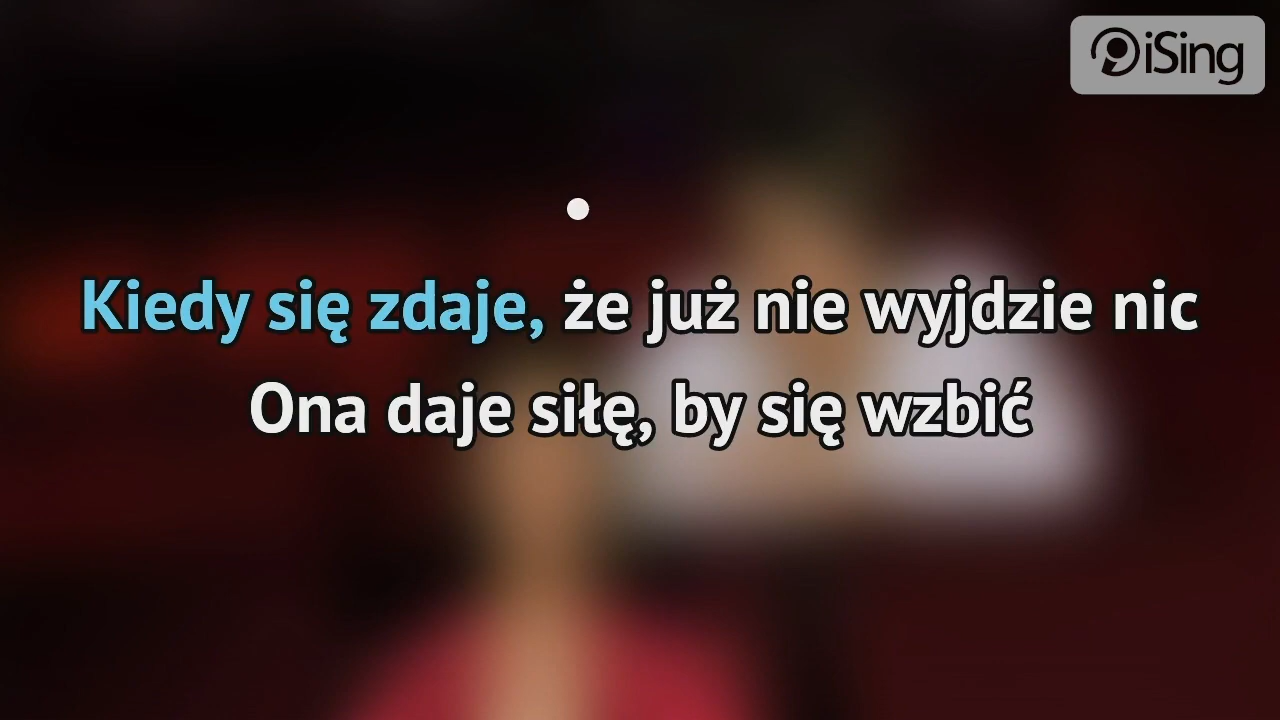 iSing
Kiedy się zdaje, że już nie wyjdzie nic
Ona daje siłę, by się wzbić